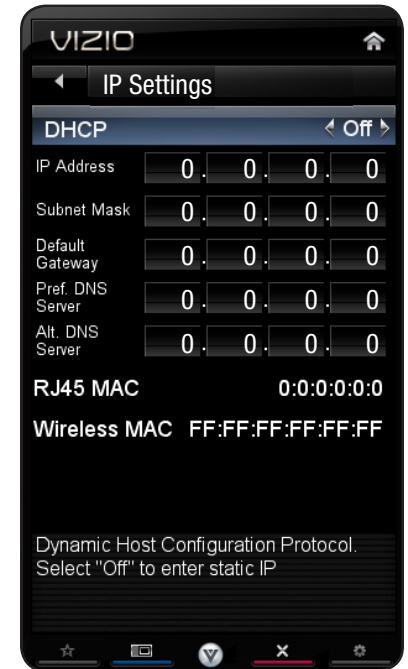 VIZIO
IP Settings
DHCP Off
IP Address 0. 0. 0. 0
Subnet Mask 0. 0. 0. 0
Default
Gateway 0. 0. 0. 0
Pref. DNS
Server 0. 0. 0. 0
Alt. DNS
Server 0. 0. 0. 0
RJ45 MAC 0:0:0:0:0:0
Wireless MAC FF:FF:FF:FF:FF:FF
Dynamic Host Configuration Protocol.
Select "Off" to enter static IP
V